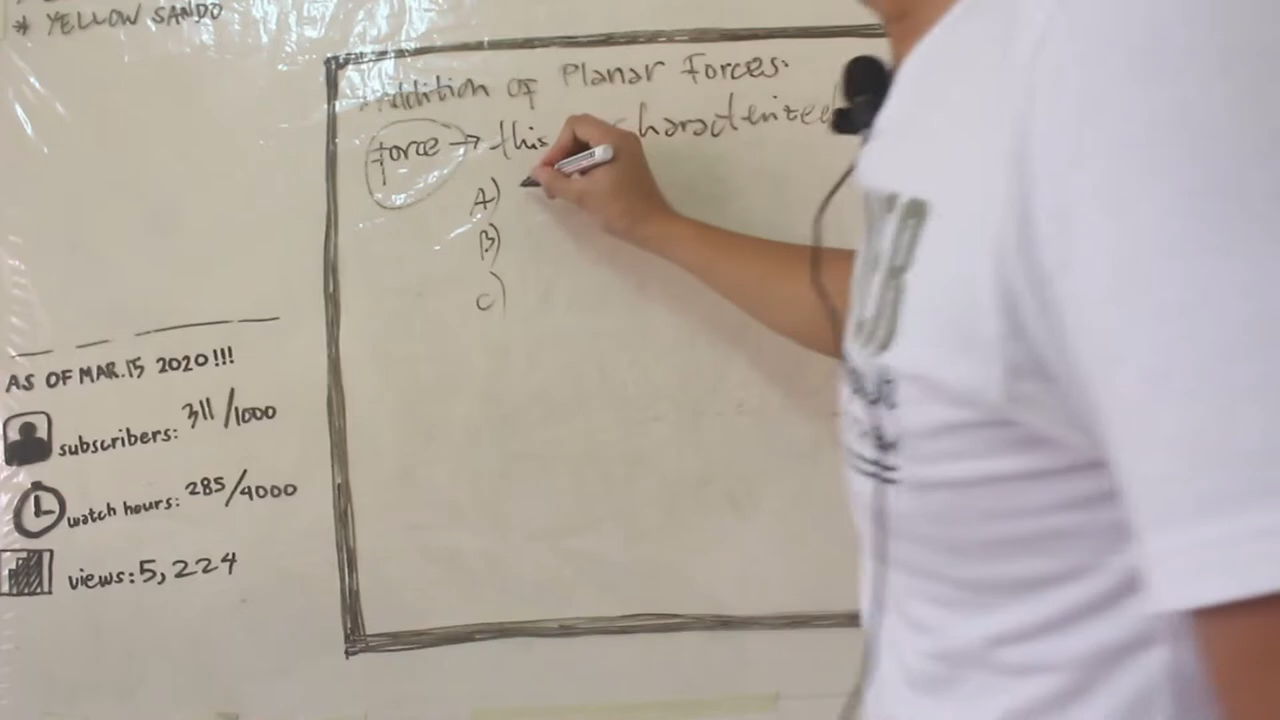 * YELLOW SANDO
Addition of Planar Forces:
force → this characterized
A)
B)
C)
AS OF MAR.15 2020!!!
subscribers: 311/1000
watch hours: 285/4000
views: 5,224